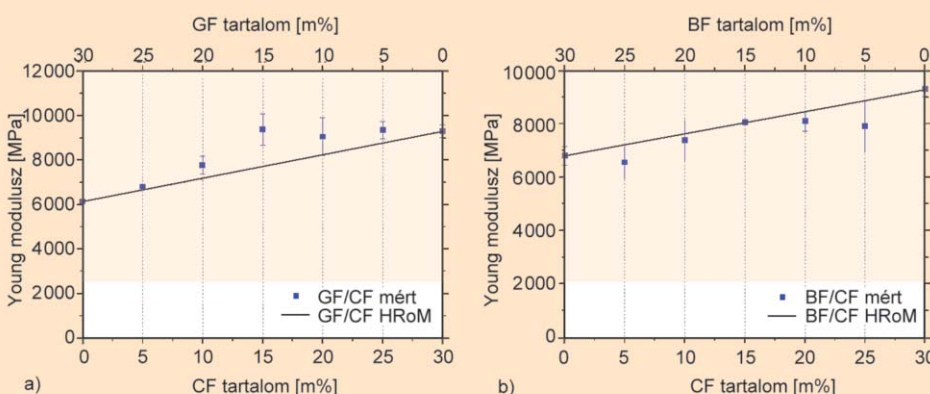 GF tartalom [m%]
30 25 20 15 10 5 0
12000
10000
8000
6000
4000
2000
0
Young modulusz [MPa]
GF/CF mért
GF/CF HRoM
0 5 10 15 20 25 30
a)
CF tartalom [m%]
BF tartalom [m%]
30 25 20 15 10 5 0
10000
8000
6000
4000
2000
0
Young modulusz [MPa]
BF/CF mért
BF/CF HRoM
0 5 10 15 20 25 30
b)
CF tartalom [m%]